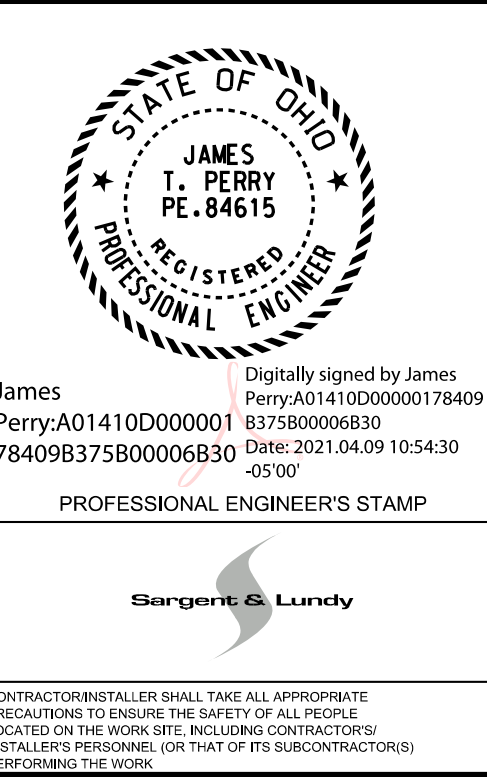 STATE OF OHIO
JAMES
T. PERRY
PE.84615
REGISTERED
PROFESSIONAL ENGINEER
James
Perry:A01410D000001
78409B375B00006B30
Digitally signed by James
Perry:A01410D00000178409
B375B00006B30
Date: 2021.04.09 10:54:30
-05'00'
PROFESSIONAL ENGINEER'S STAMP
Sargent & Lundy
ONTRACTOR/INSTALLER SHALL TAKE ALL APPROPRIATE
RECAUTIONS TO ENSURE THE SAFETY OF ALL PEOPLE
OCATED ON THE WORK SITE, INCLUDING CONTRACTOR'S/
STALLER'S PERSONNEL (OR THAT OF ITS SUBCONTRACTOR(S)
ERFORMING THE WORK